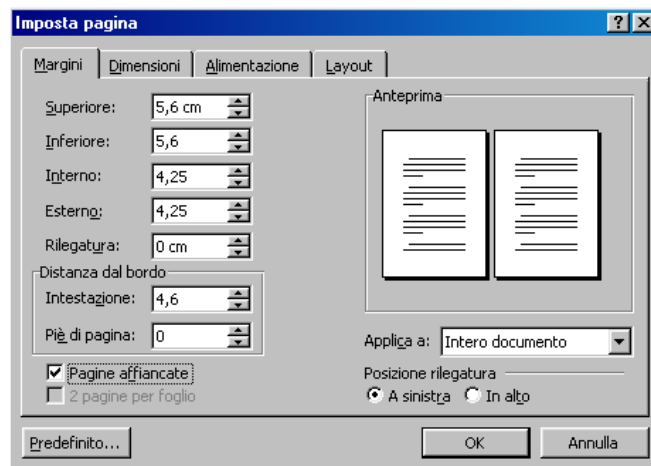 Imposta pagina
Margini Dimensioni Alimentazione Layout
Superiore: 5,6 cm
Inferiore: 5,6
Interno: 4,25
Esterno: 4,25
Rilegatura: 0 cm
Distanza dal bordo
Intestazione: 4,6
Piè di pagina: 0
Pagine affiancate
2 pagine per foglio
Anteprima
Applica a: Intero documento
Posizione rilegatura
A sinistra In alto
Predefinito... OK Annulla